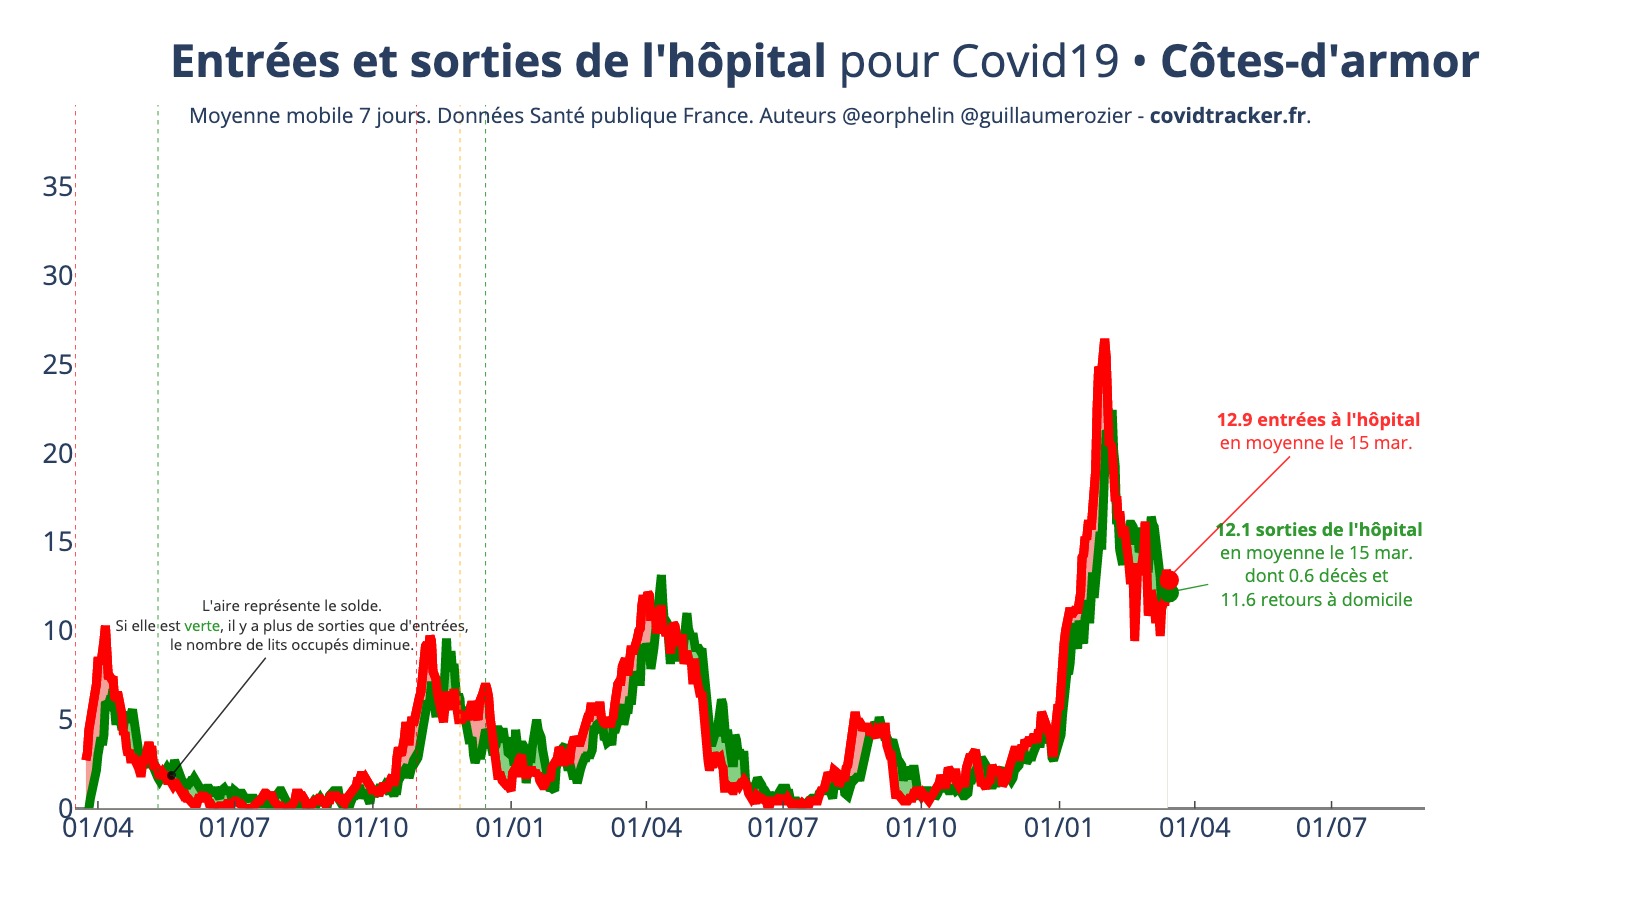 Entrées et sorties de l'hôpital pour Covid19 • Côtes-d'armor
Moyenne mobile 7 jours. Données Santé publique France. Auteurs @eorphelin @guillaumerozier - covidtracker.fr.
35
30
25
20
15
10
5
0
12.9 entrées à l'hôpital
en moyenne le 15 mar.
12.1 sorties de l'hôpital
en moyenne le 15 mar.
dont 0.6 décès et
11.6 retours à domicile
L'aire représente le solde.
Si elle est verte, il y a plus de sorties que d'entrées,
le nombre de lits occupés diminue.
01/04 01/07 01/10 01/01 01/04 01/07 01/10 01/01 01/04 01/07